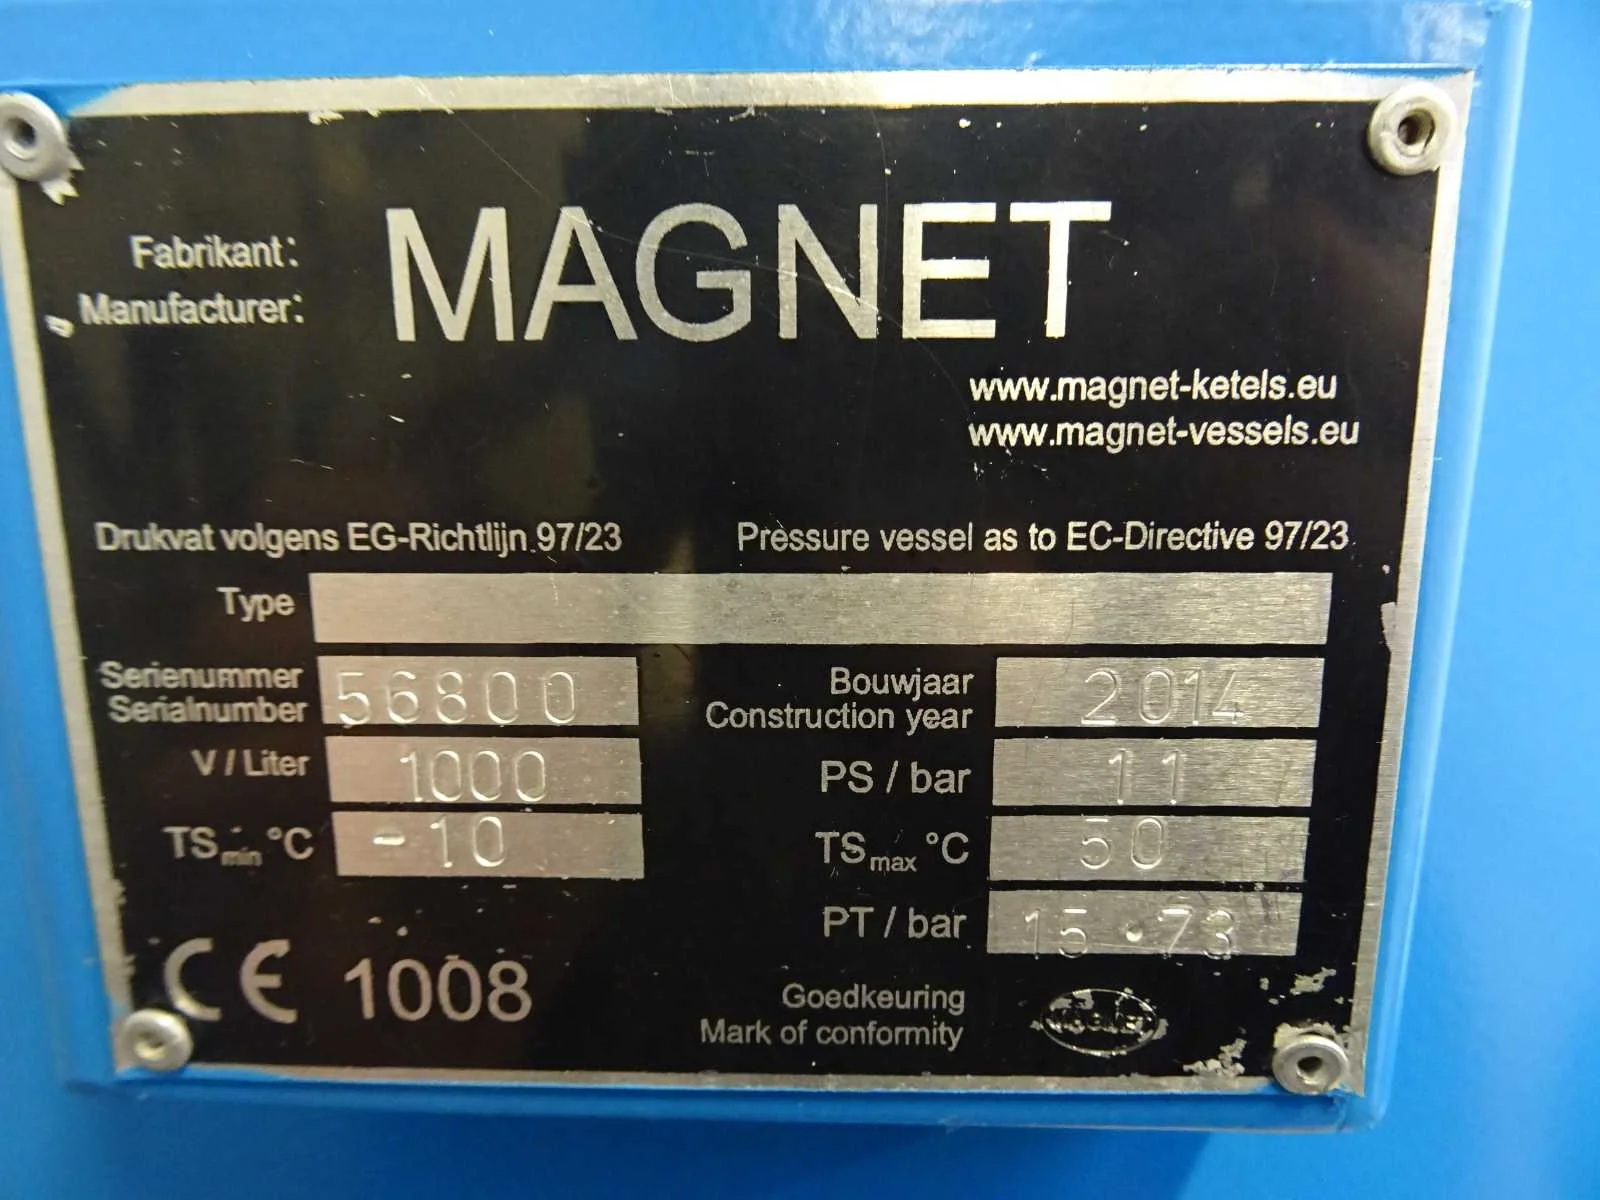 Fabrikant:
Manufacturer:
MAGNET
www.magnet-ketels.eu
www.magnet-vessels.eu
Drukvat volgens EG-Richtlijn 97/23
Pressure vessel as to EC-Directive 97/23
Type
Serienummer
Serialnumber
56800
Bouwjaar
Construction year
2014
V / Liter
1000
PS / bar
11
TSmin °C
-10
TSmax °C
50
PT / bar
15.73
CE 1008
Goedkeuring
Mark of conformity
MAGNET